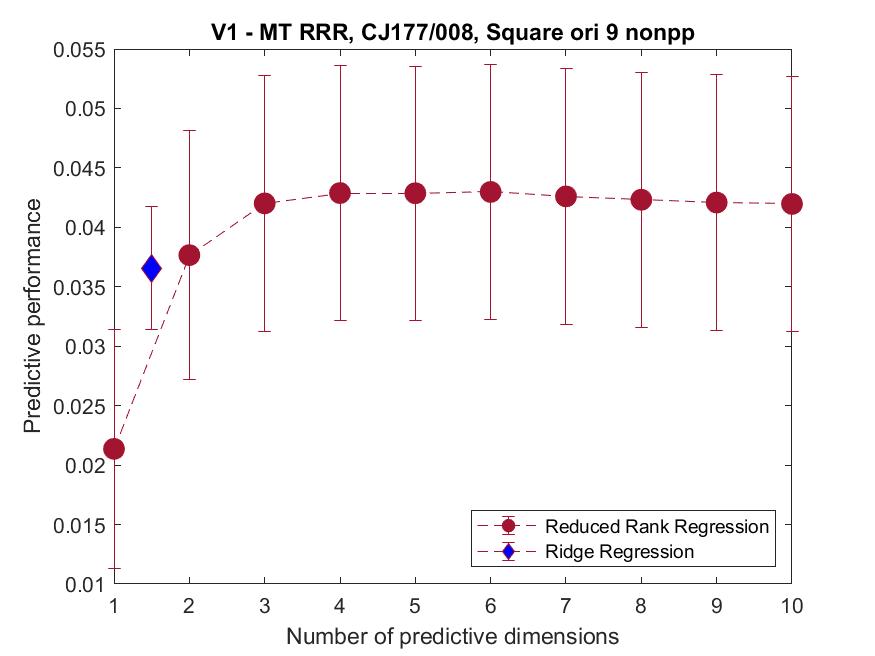 V1 - MT RRR, CJ177/008, Square ori 9 nonpp
0.055
0.05
0.045
0.04
0.035
0.03
0.025
0.02
0.015
0.01
Predictive performance
Reduced Rank Regression
Ridge Regression
1 2 3 4 5 6 7 8 9 10
Number of predictive dimensions